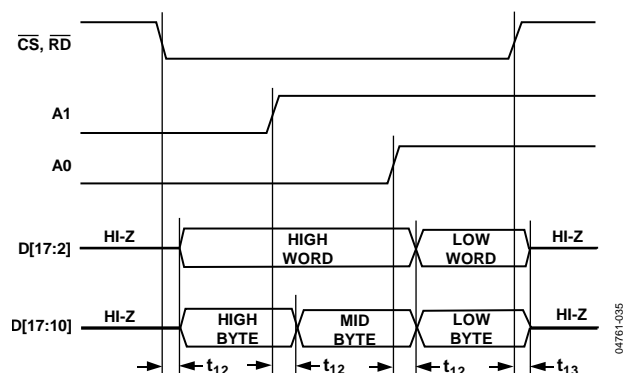 CS, RD
A1
A0
D[17:2]
HI-Z
HIGH
WORD
LOW
WORD
HI-Z
D[17:10]
HI-Z
HIGH
BYTE
MID
BYTE
LOW
BYTE
HI-Z
t12
t12
t12
t13
04761-035